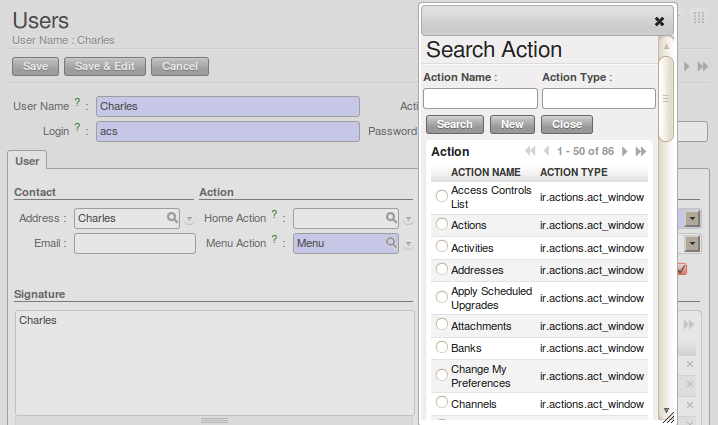 Users
User Name : Charles
Save Save & Edit Cancel
User Name ? : Charles
Login ? : acs
Password
User
Contact
Action
Address : Charles
Home Action ? :
Email :
Menu Action ? : Menu
Signature
Charles
Search Action
Action Name : Action Type :
Search New Close
Action 1 - 50 of 86
ACTION NAME ACTION TYPE
Access Controls
List ir.actions.act_window
Actions ir.actions.act_window
Activities ir.actions.act_window
Addresses ir.actions.act_window
Apply Scheduled
Upgrades ir.actions.act_window
Attachments ir.actions.act_window
Banks ir.actions.act_window
Change My
Preferences ir.actions.act_window
Channels ir.actions.act_window